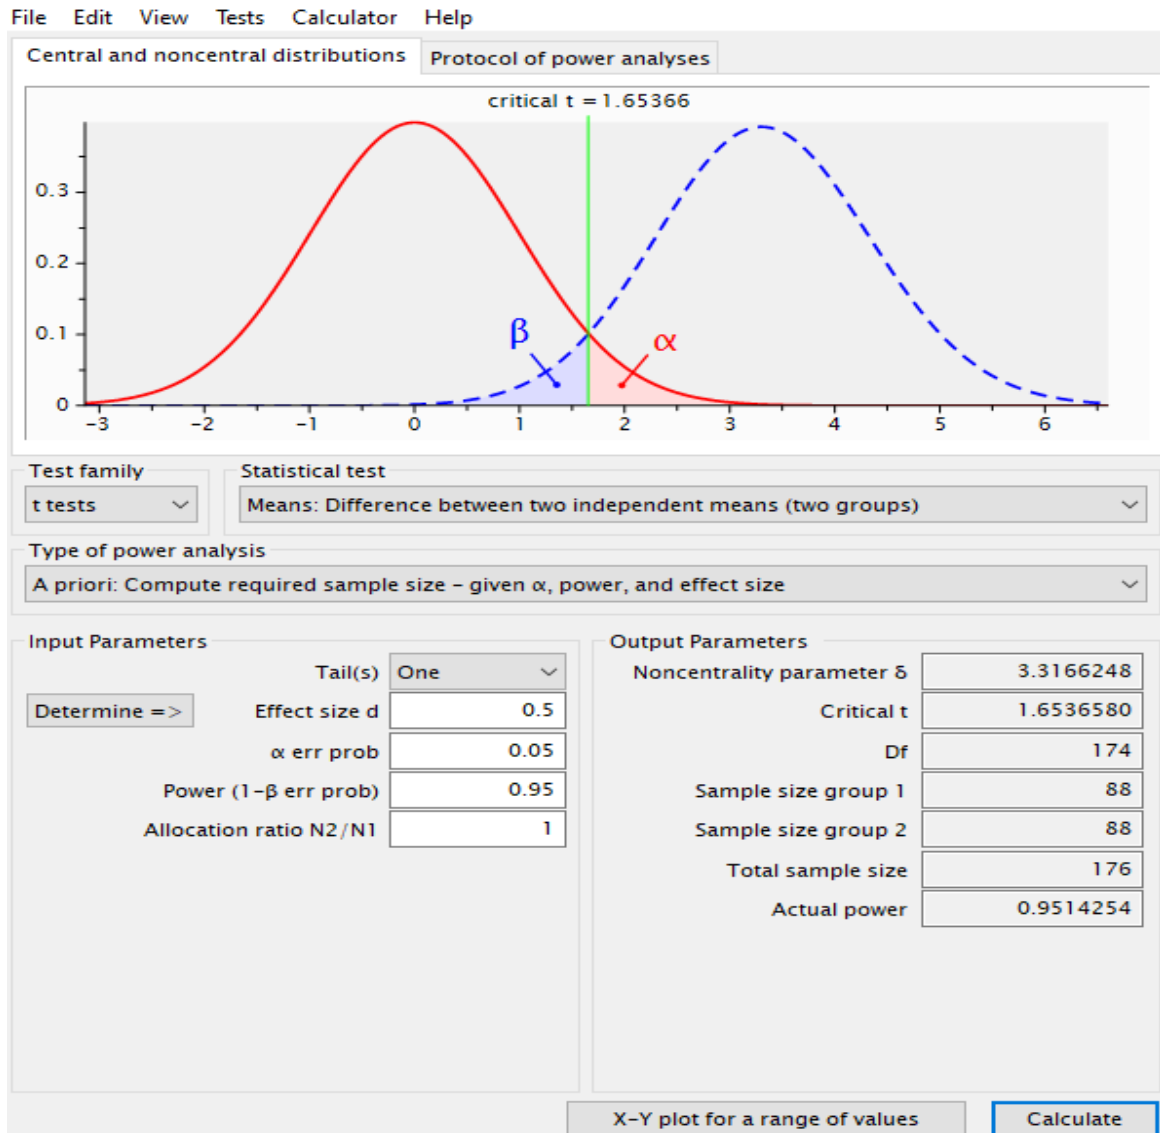 File Edit View Tests Calculator Help
Central and noncentral distributions Protocol of power analyses
critical t = 1.65366
0.3
0.2
0.1
0
β
α
-3 -2 -1 0 1 2 3 4 5 6
Test family Statistical test
t tests Means: Difference between two independent means (two groups)
Type of power analysis
A priori: Compute required sample size – given α, power, and effect size
Input Parameters
Tail(s) One
Determine => Effect size d 0.5
α err prob 0.05
Power (1-β err prob) 0.95
Allocation ratio N2/N1 1
Output Parameters
Noncentrality parameter δ 3.3166248
Critical t 1.6536580
Df 174
Sample size group 1 88
Sample size group 2 88
Total sample size 176
Actual power 0.9514254
X-Y plot for a range of values Calculate